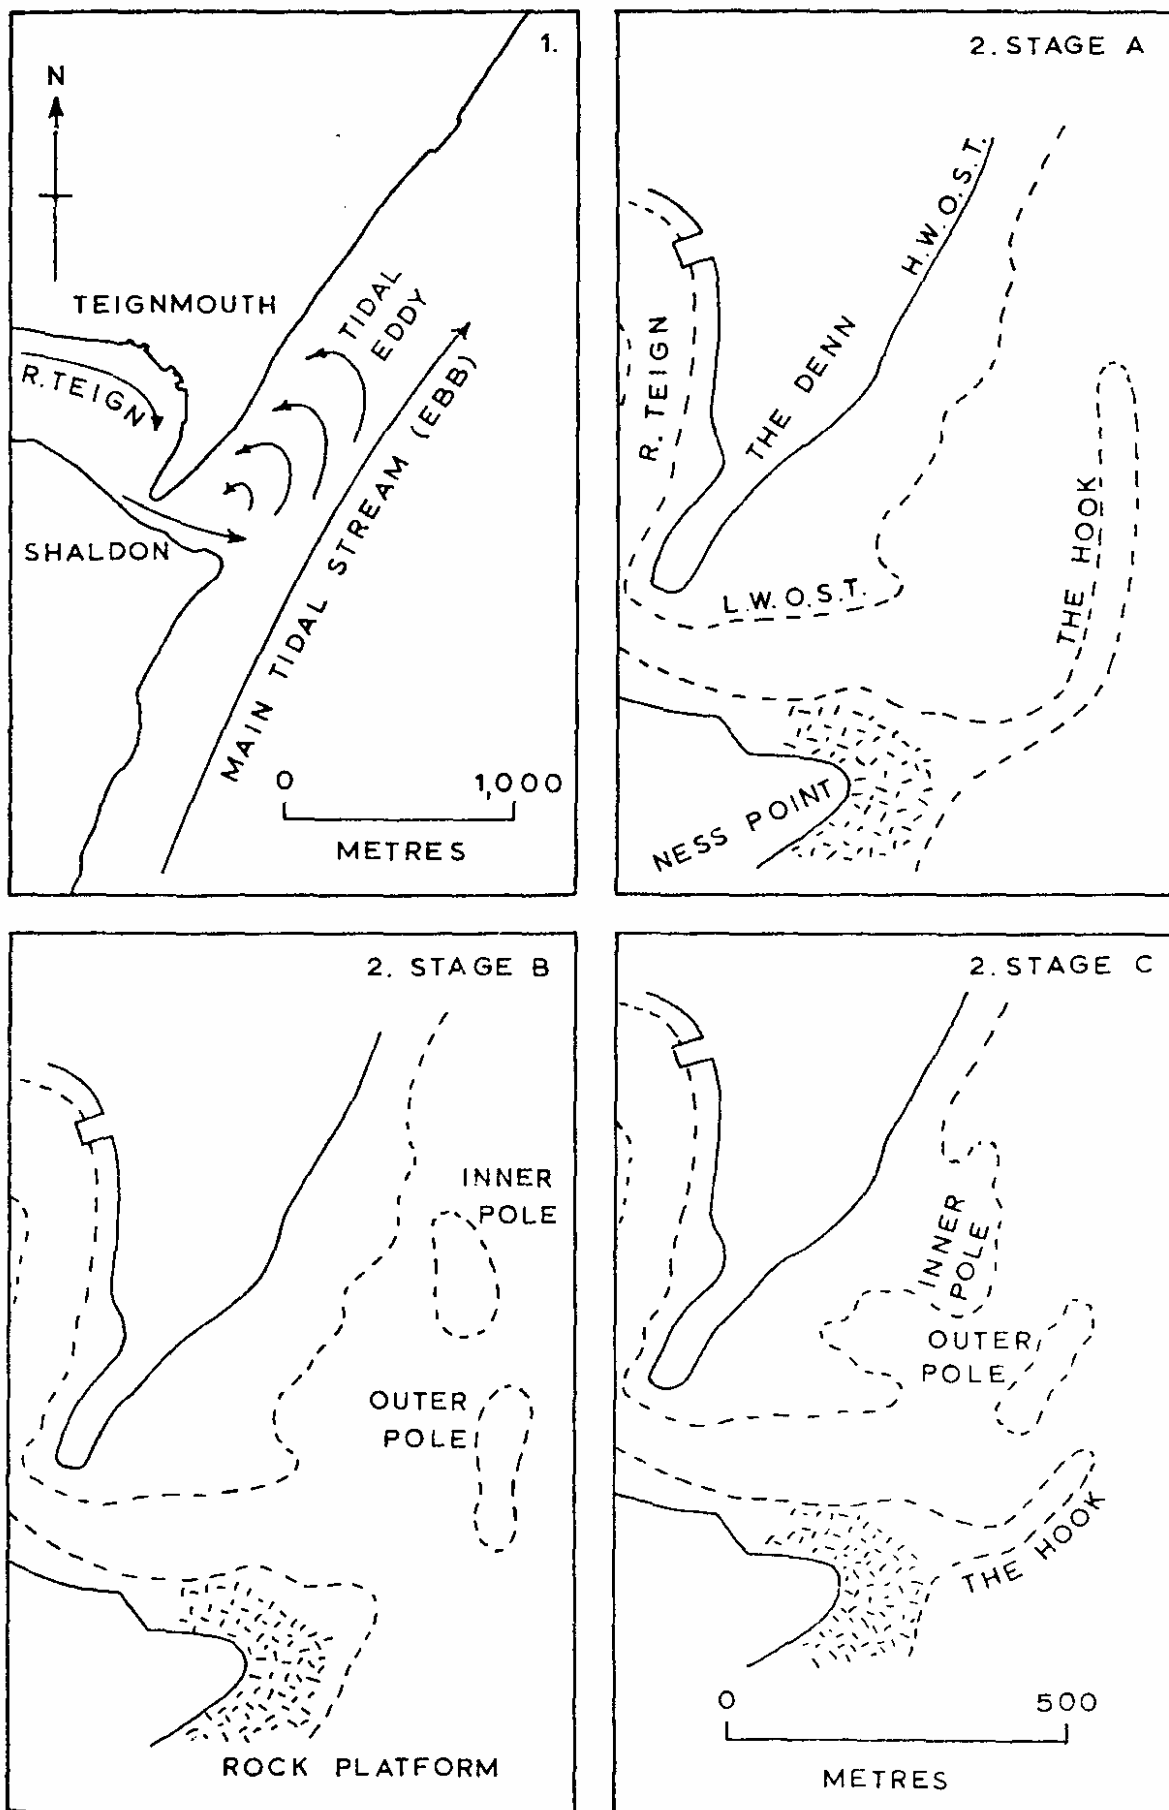 1.
N
TEIGNMOUTH
R. TEIGN
SHALDON
TIDAL
EDDY
MAIN TIDAL STREAM (EBB)
0 1,000
METRES
2. STAGE A
H.W.O.S.T.
THE DENN
R. TEIGN
L.W.O.S.T.
THE HOOK
NESS POINT
2. STAGE B
INNER
POLE
OUTER
POLE
ROCK PLATFORM
2. STAGE C
INNER
POLE
OUTER
POLE
THE HOOK
0 500
METRES